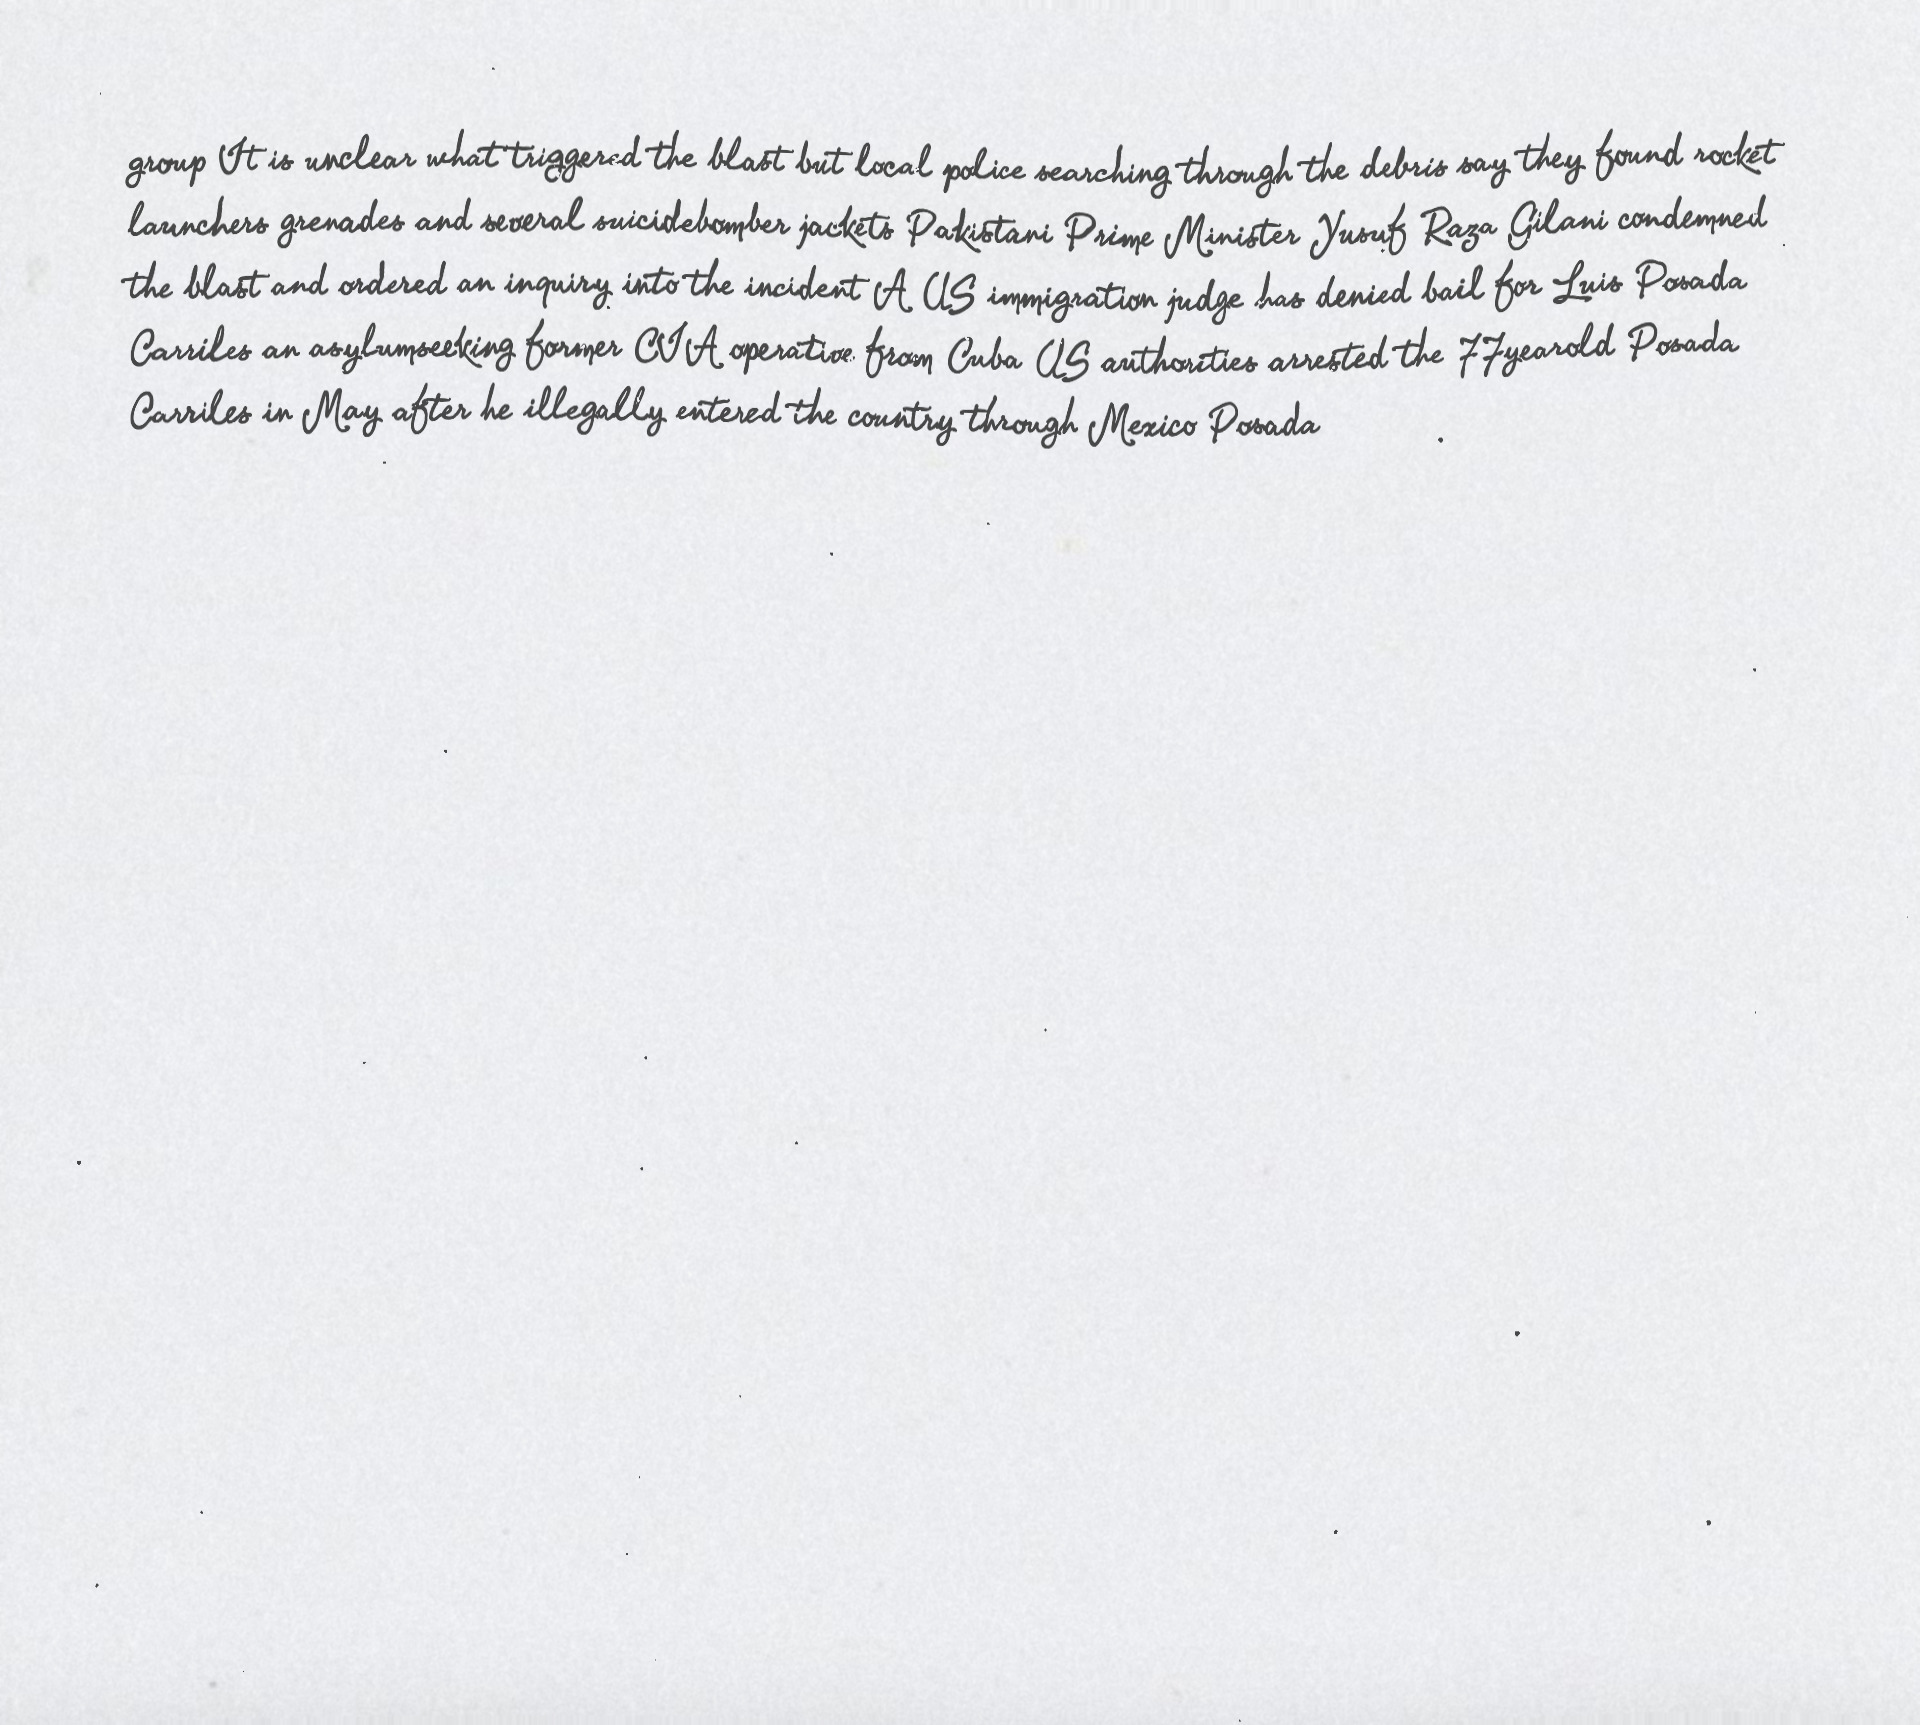 group It is unclear what triggered the blast but local police searching through the debris say they found rocket
launchers grenades and several suicidebomber jackets Pakistani Prime Minister Yusuf Raza Gilani condemned
the blast and ordered an inquiry into the incident A US immigration judge has denied bail for Luis Posada
Carriles an asylumseeking former CIA operative from Cuba US authorities arrested the 77yearold Posada
Carriles in May after he illegally entered the country through Mexico Posada